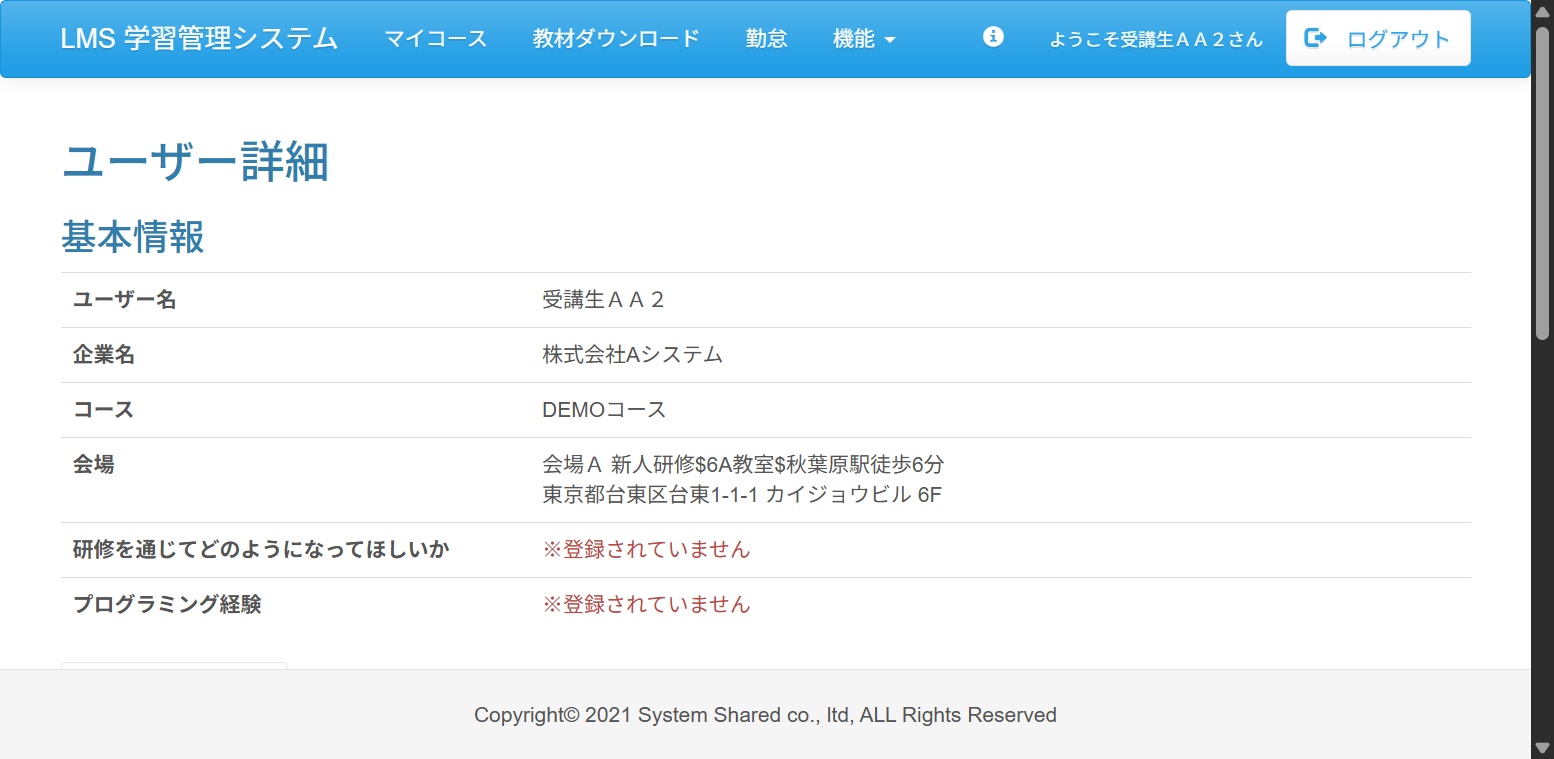 LMS 学習管理システム マイコース 教材ダウンロード 勤怠 機能 ようこそ受講生ＡＡ２さん ログアウト
ユーザー詳細
基本情報
ユーザー名 受講生ＡＡ２
企業名 株式会社Aシステム
コース DEMOコース
会場 会場Ａ 新人研修$6A教室$秋葉原駅徒歩6分
東京都台東区台東1-1-1 カイジョウビル 6F
研修を通じてどのようになってほしいか ※登録されていません
プログラミング経験 ※登録されていません
Copyright© 2021 System Shared co., ltd, ALL Rights Reserved